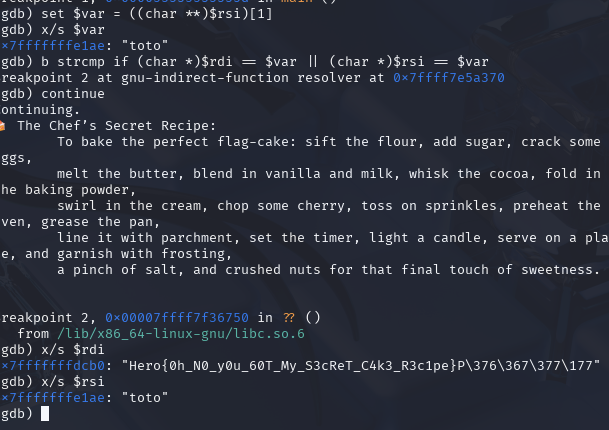 reakpoint 1, in main ()
gdb) set $var = ((char **)$rsi)[1]
gdb) x/s $var
×7fffffffe1ae: "toto"
gdb) b strcmp if (char *)$rdi == $var || (char *)$rsi == $var
reakpoint 2 at gnu-indirect-function resolver at 0×7ffff7e5a370
gdb) continue
ontinuing.
The Chef's Secret Recipe:
To bake the perfect flag-cake: sift the flour, add sugar, crack some
ggs,
melt the butter, blend in vanilla and milk, whisk the cocoa, fold in
he baking powder,
swirl in the cream, chop some cherry, toss on sprinkles, preheat the
ven, grease the pan,
line it with parchment, set the timer, light a candle, serve on a pla
e, and garnish with frosting,
a pinch of salt, and crushed nuts for that final touch of sweetness.
reakpoint 2, 0×00007ffff7f36750 in ?? ()
from /lib/x86_64-linux-gnu/libc.so.6
gdb) x/s $rdi
×7fffffffdcb0: "Hero{0h_N0_y0u_60T_My_S3cReT_C4k3_R3c1pe}P\376\367\377\177"
gdb) x/s $rsi
×7fffffffe1ae: "toto"
gdb)